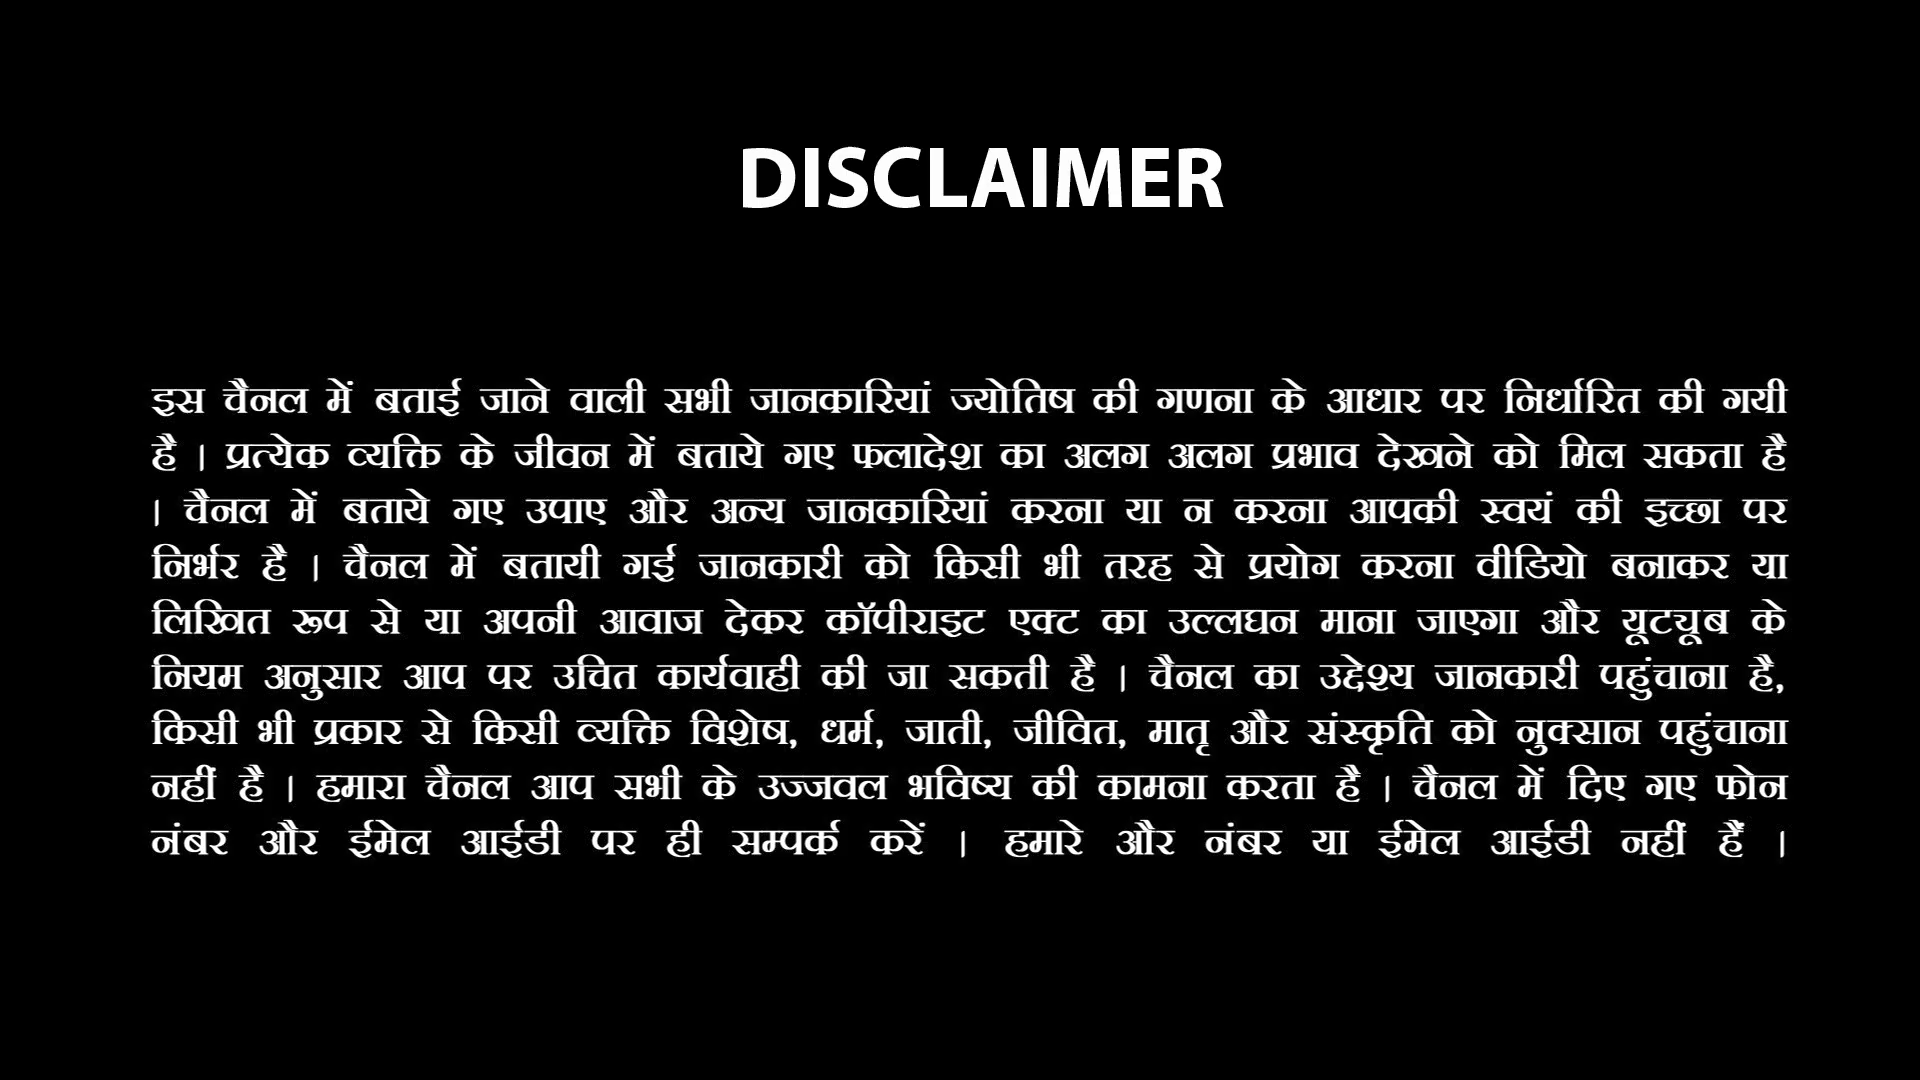 DISCLAIMER
इस चैनल में बताई जाने वाली सभी जानकारियां ज्योतिष की गणना के आधार पर निर्धारित की गयी
है । प्रत्येक व्यक्ति के जीवन में बताये गए फलादेश का अलग अलग प्रभाव देखने को मिल सकता है
। चैनल में बताये गए उपाए और अन्य जानकारियां करना या न करना आपकी स्वयं की इच्छा पर
निर्भर है । चैनल में बतायी गई जानकारी को किसी भी तरह से प्रयोग करना वीडियो बनाकर या
लिखित रूप से या अपनी आवाज देकर कॉपीराइट एक्ट का उल्लघन माना जाएगा और यूट्यूब के
नियम अनुसार आप पर उचित कार्यवाही की जा सकती है । चैनल का उद्देश्य जानकारी पहुंचाना है,
किसी भी प्रकार से किसी व्यक्ति विशेष, धर्म, जाती, जीवित, मातृ और संस्कृति को नुक्सान पहुंचाना
नहीं है । हमारा चैनल आप सभी के उज्जवल भविष्य की कामना करता है । चैनल में दिए गए फोन
नंबर और ईमेल आईडी पर ही सम्पर्क करें । हमारे और नंबर या ईमेल आईडी नहीं हैं ।